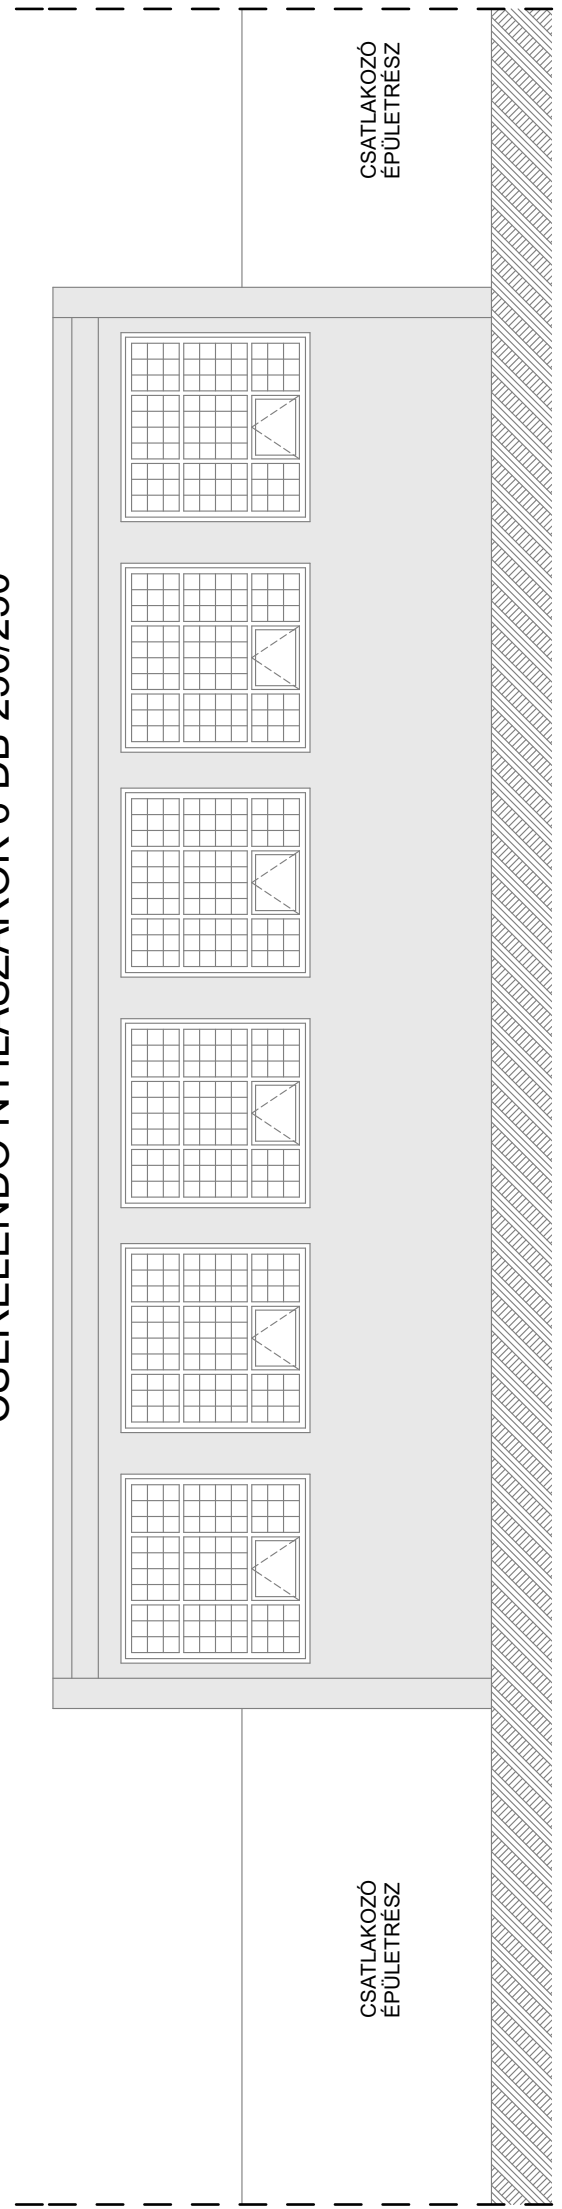 CSERÉLENDŐ NYÍLÁSZÁRÓK 6 DB 250/250
CSATLAKOZÓ
ÉPÜLETRÉSZ
CSATLAKOZÓ
ÉPÜLETRÉSZ